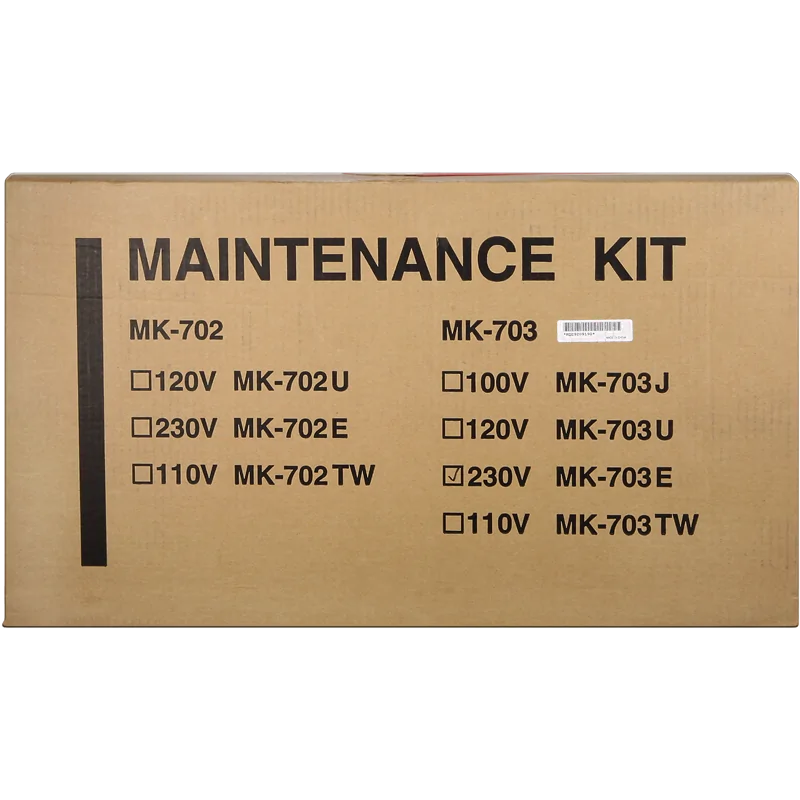 MAINTENANCE KIT
MK-702
☐120V MK-702U
☐230V MK-702E
☐110V MK-702TW
MK-703
☐100V MK-703J
☐120V MK-703U
☑230V MK-703E
☐110V MK-703TW